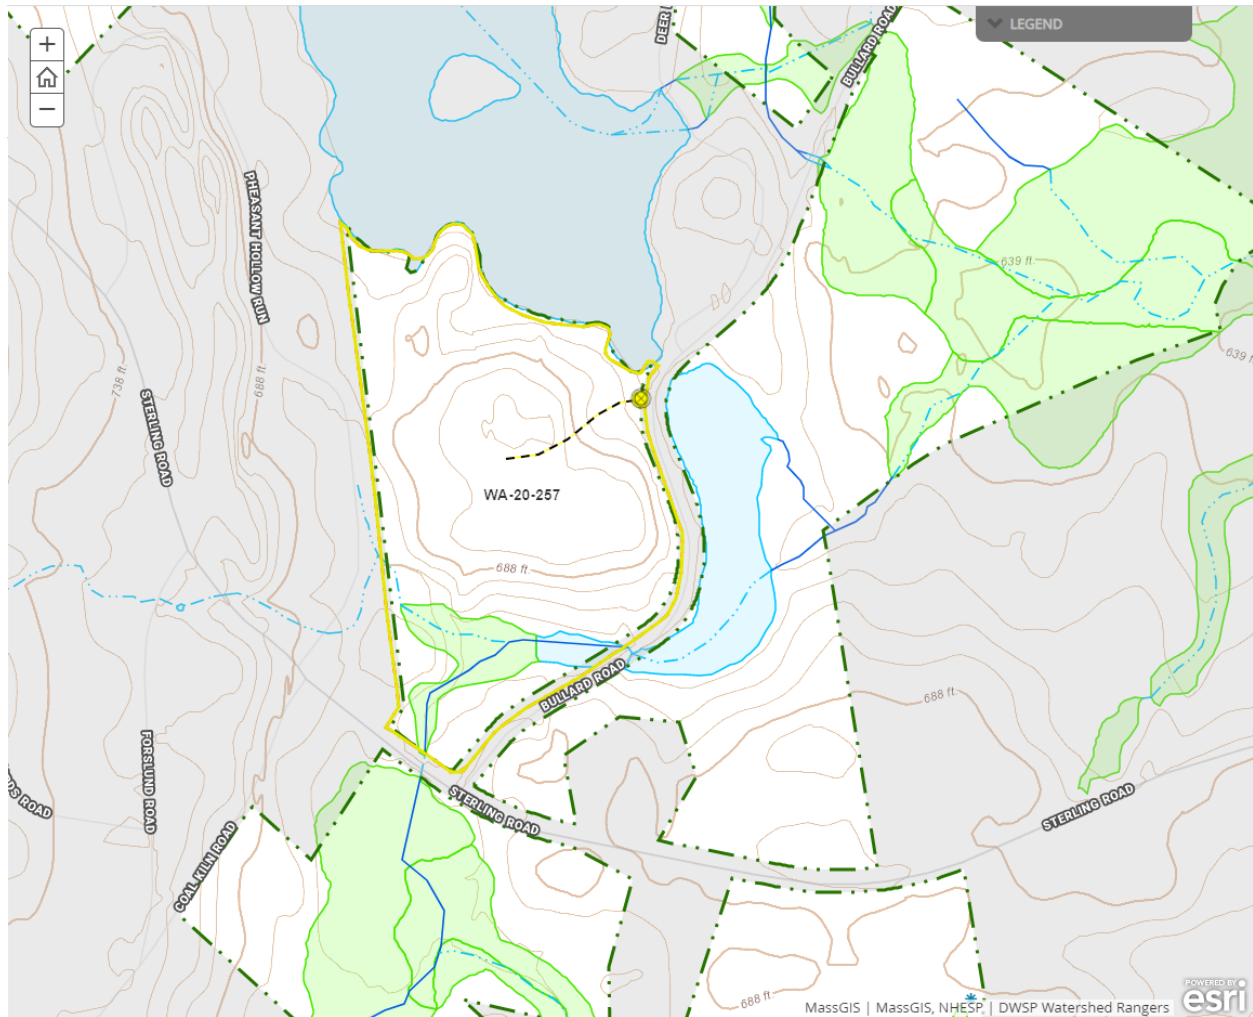 +
−
LEGEND
DEER
BULLARD ROAD
PHEASANT HOLLOW RUN
639 ft.
639 ft
738 ft.
688 ft.
STERLING ROAD
WA-20-257
688 ft.
BULLARD ROAD
688 ft.
FORSLUND ROAD
DS ROAD
COAL KILN ROAD
STERLING ROAD
STERLING ROAD
688 ft.
MassGIS | MassGIS, NHESP | DWSP Watershed Rangers
POWERED BY
esri